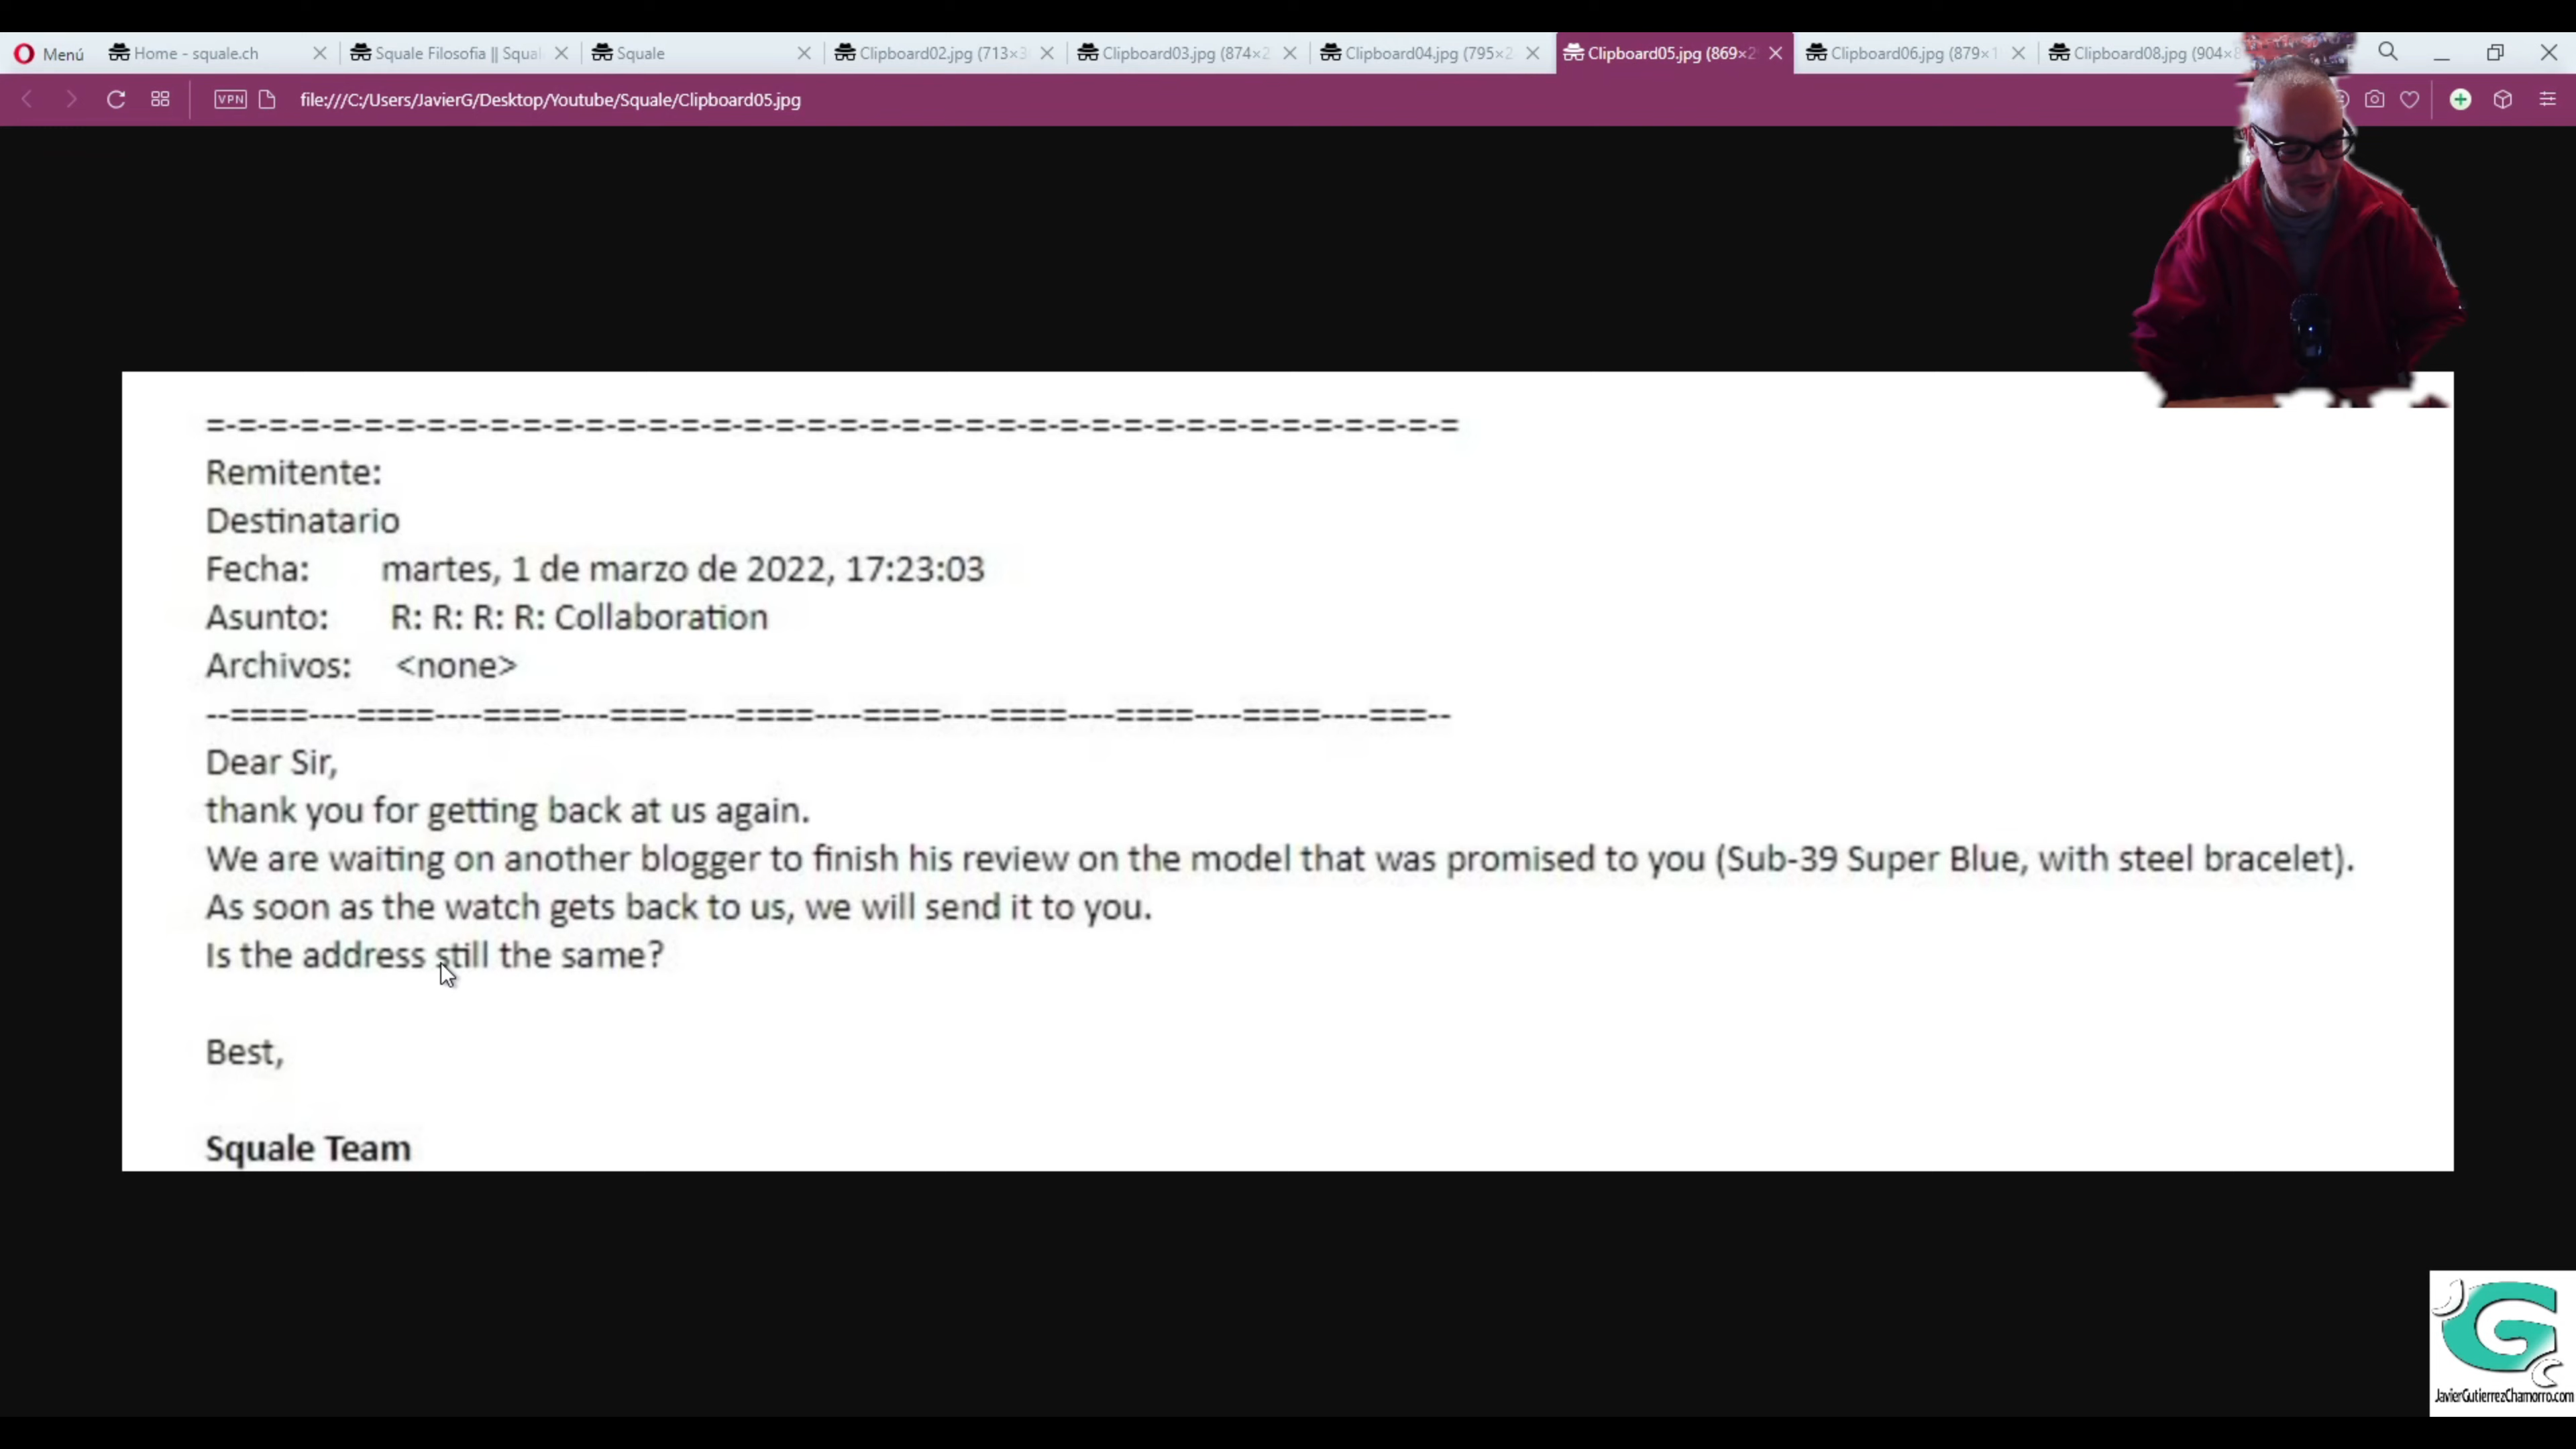 Menú
Home - squale.ch
Squale Filosofia || Squal
Squale
Clipboard02.jpg (713×3
Clipboard03.jpg (874×2
Clipboard04.jpg (795×2
Clipboard05.jpg (869×2
Clipboard06.jpg (879×1
Clipboard08.jpg (904×
VPN
file:///C:/Users/JavierG/Desktop/Youtube/Squale/Clipboard05.jpg
=-=-=-=-=-=-=-=-=-=-=-=-=-=-=-=-=-=-=-=-=-=-=-=-=-=-=-=-=-=-=-=-=-=-=-=-=-=-=-=
Remitente:
Destinatario
Fecha: martes, 1 de marzo de 2022, 17:23:03
Asunto: R: R: R: R: Collaboration
Archivos: <none>
--====----====----====----====----====----====----====----====----====----===--
Dear Sir,
thank you for getting back at us again.
We are waiting on another blogger to finish his review on the model that was promised to you (Sub-39 Super Blue, with steel bracelet).
As soon as the watch gets back to us, we will send it to you.
Is the address still the same?
Best,
Squale Team
G
JavierGutierrezChamorro.com